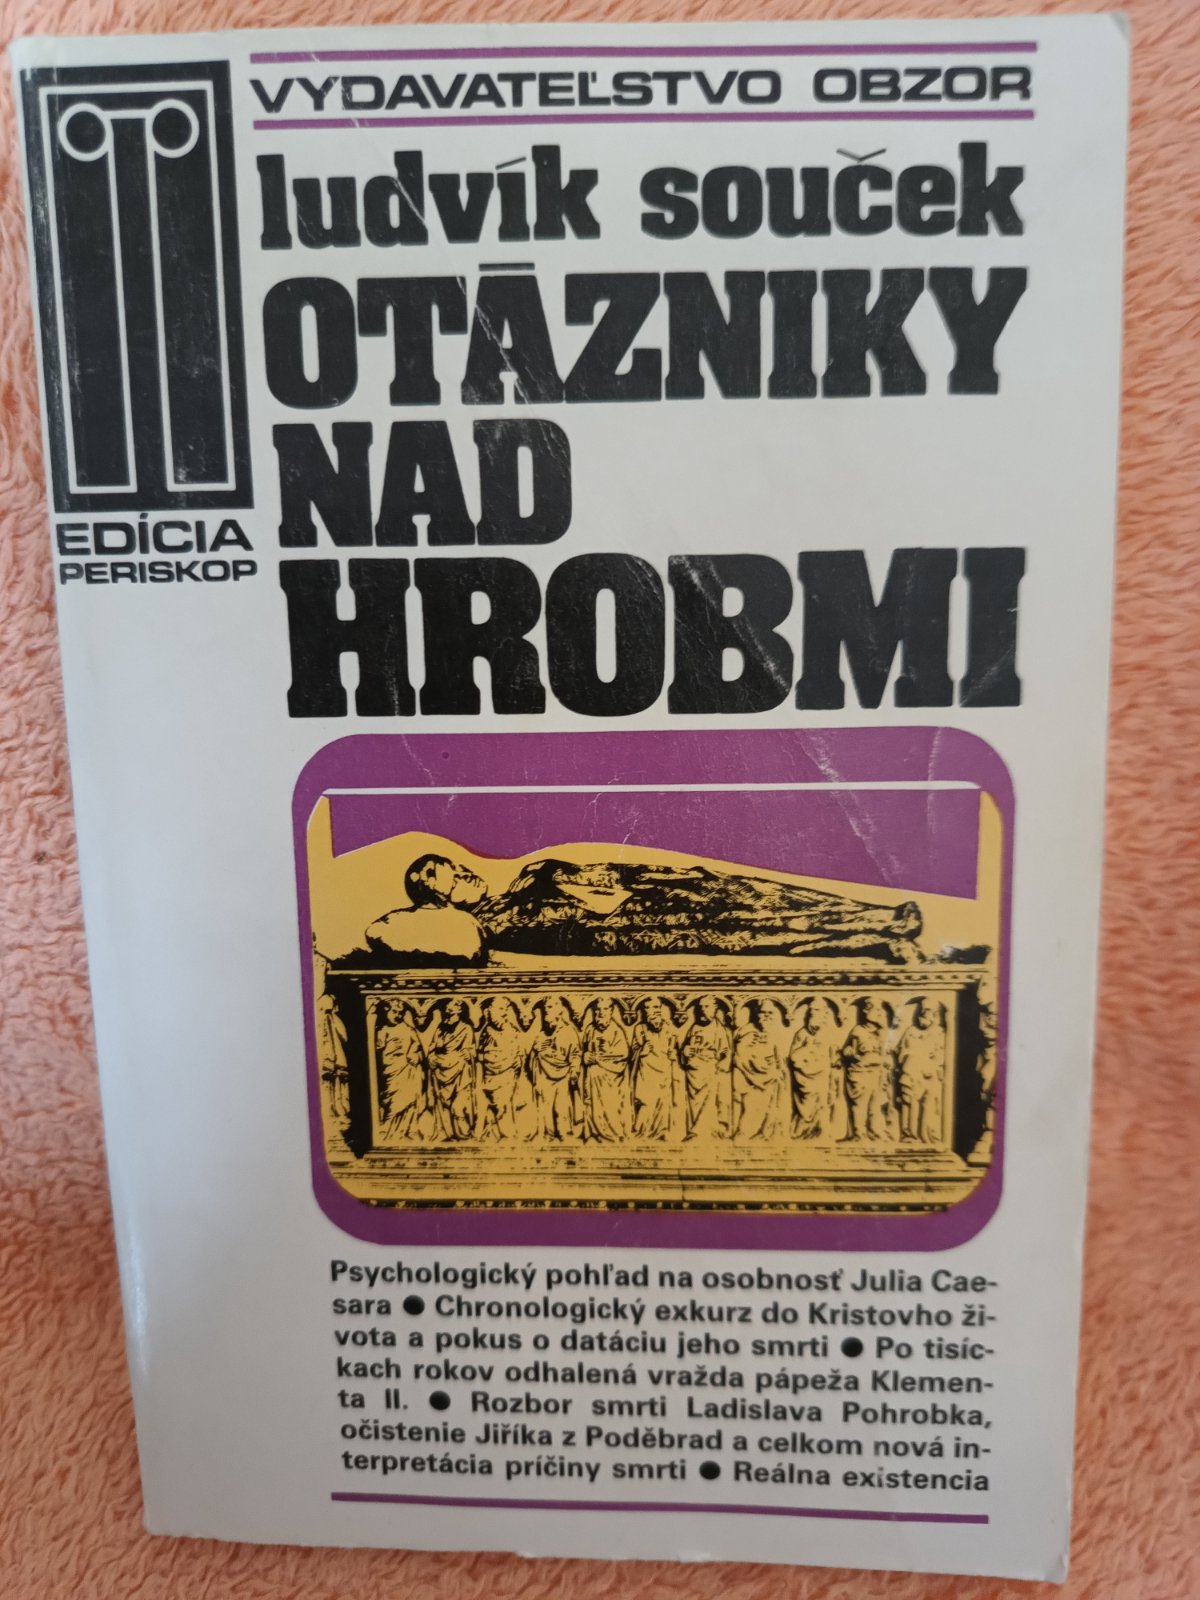 VYDAVATEĽSTVO OBZOR
ludvík souček
OTÁZNIKY
NAD
HROBMI
EDÍCIA
PERISKOP
Psychologický pohľad na osobnosť Julia Cae-
sara ● Chronologický exkurz do Kristovho ži-
vota a pokus o datáciu jeho smrti ● Po tisíc-
kach rokov odhalená vražda pápeža Klemen-
ta II. ● Rozbor smrti Ladislava Pohrobka,
očistenie Jiříka z Poděbrad a celkom nová in-
terpretácia príčiny smrti ● Reálna existencia